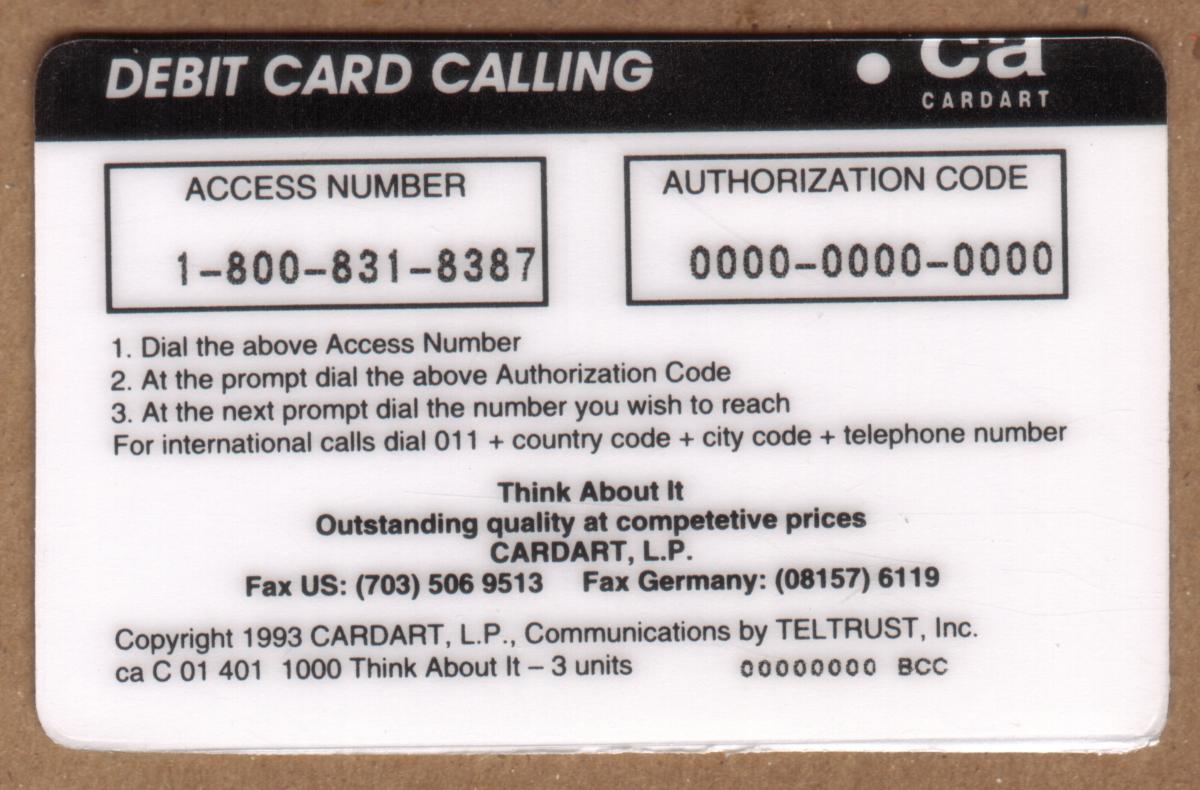 DEBIT CARD CALLING
ca
CARDART
ACCESS NUMBER
1-800-831-8387
AUTHORIZATION CODE
0000-0000-0000
1. Dial the above Access Number
2. At the prompt dial the above Authorization Code
3. At the next prompt dial the number you wish to reach
For international calls dial 011 + country code + city code + telephone number
Think About It
Outstanding quality at competetive prices
CARDART, L.P.
Fax US: (703) 506 9513 Fax Germany: (08157) 6119
Copyright 1993 CARDART, L.P., Communications by TELTRUST, Inc.
ca C 01 401 1000 Think About It – 3 units 00000000 BCC